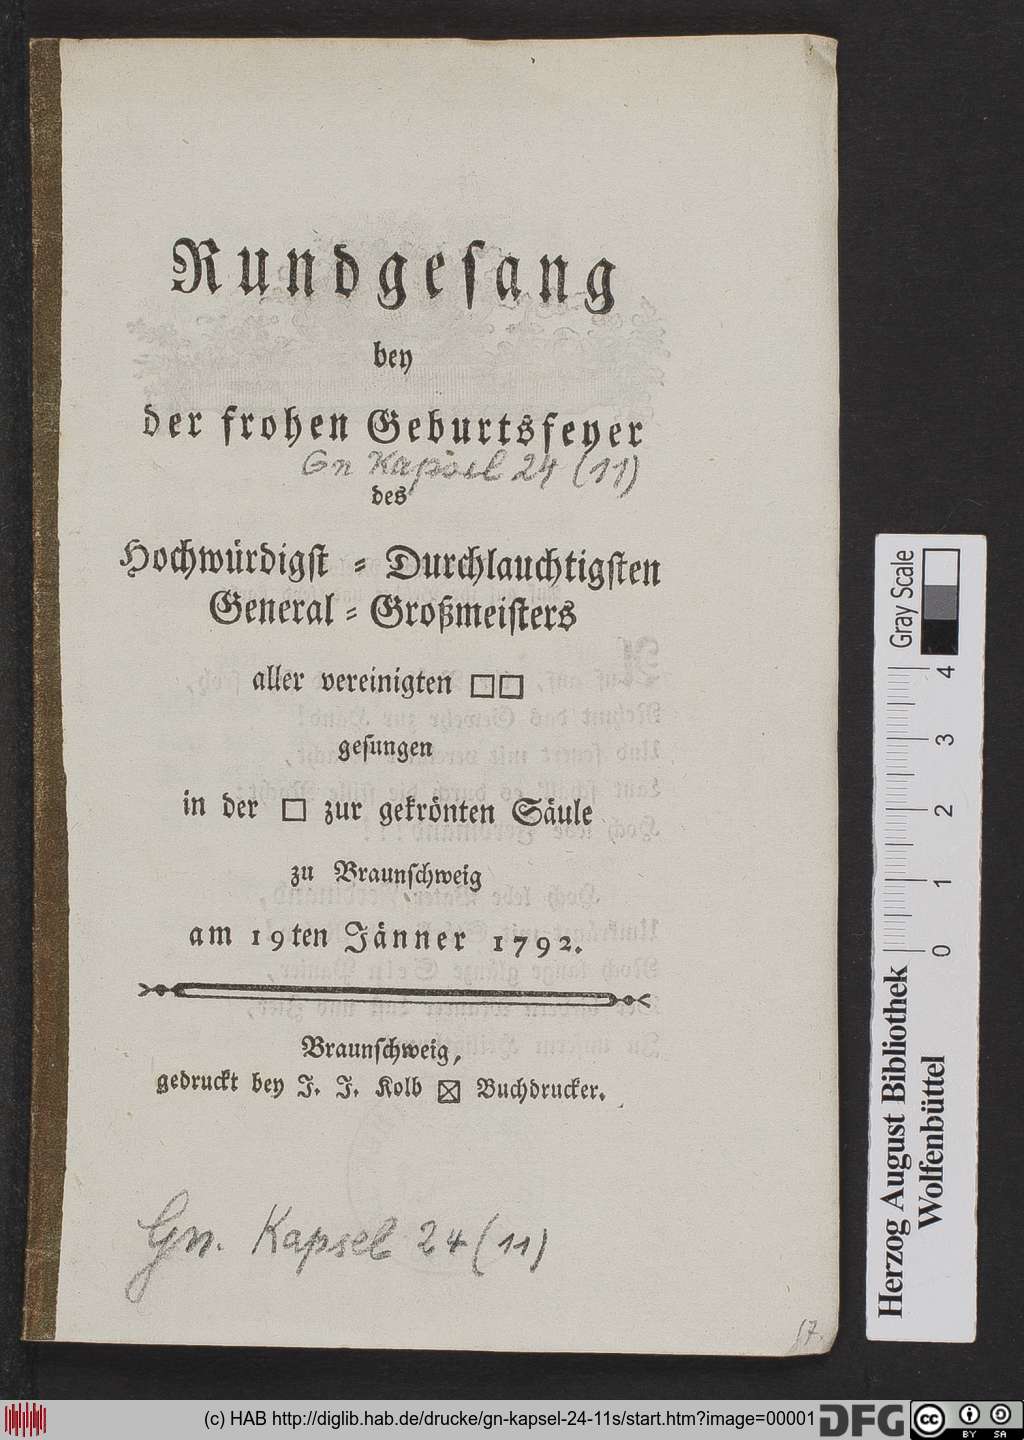 Rundgesang
bey
der frohen Geburtsfeyer
Gn Kapsel 24 (11)
des
Hochwürdigst = Durchlauchtigsten
General = Großmeisters
aller vereinigten □□
gesungen
in der □ zur gekrönten Säule
zu Braunschweig
am 19ten Jänner 1792.
Braunschweig,
gedruckt bey J. J. Kolb ☒ Buchdrucker.
Gn. Kapsel 24 (11)
Gray Scale
4
3
2
1
0
Herzog August Bibliothek
Wolfenbüttel
(c) HAB http://diglib.hab.de/drucke/gn-kapsel-24-11s/start.htm?image=00001
DFG
cc BY SA